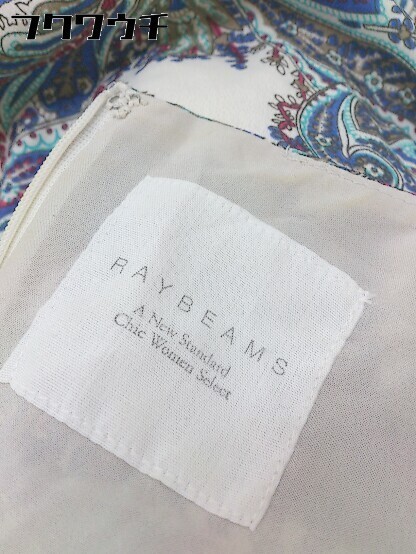 フクワウチ
RAY BEAMS
A New Standard
Chic Women Select